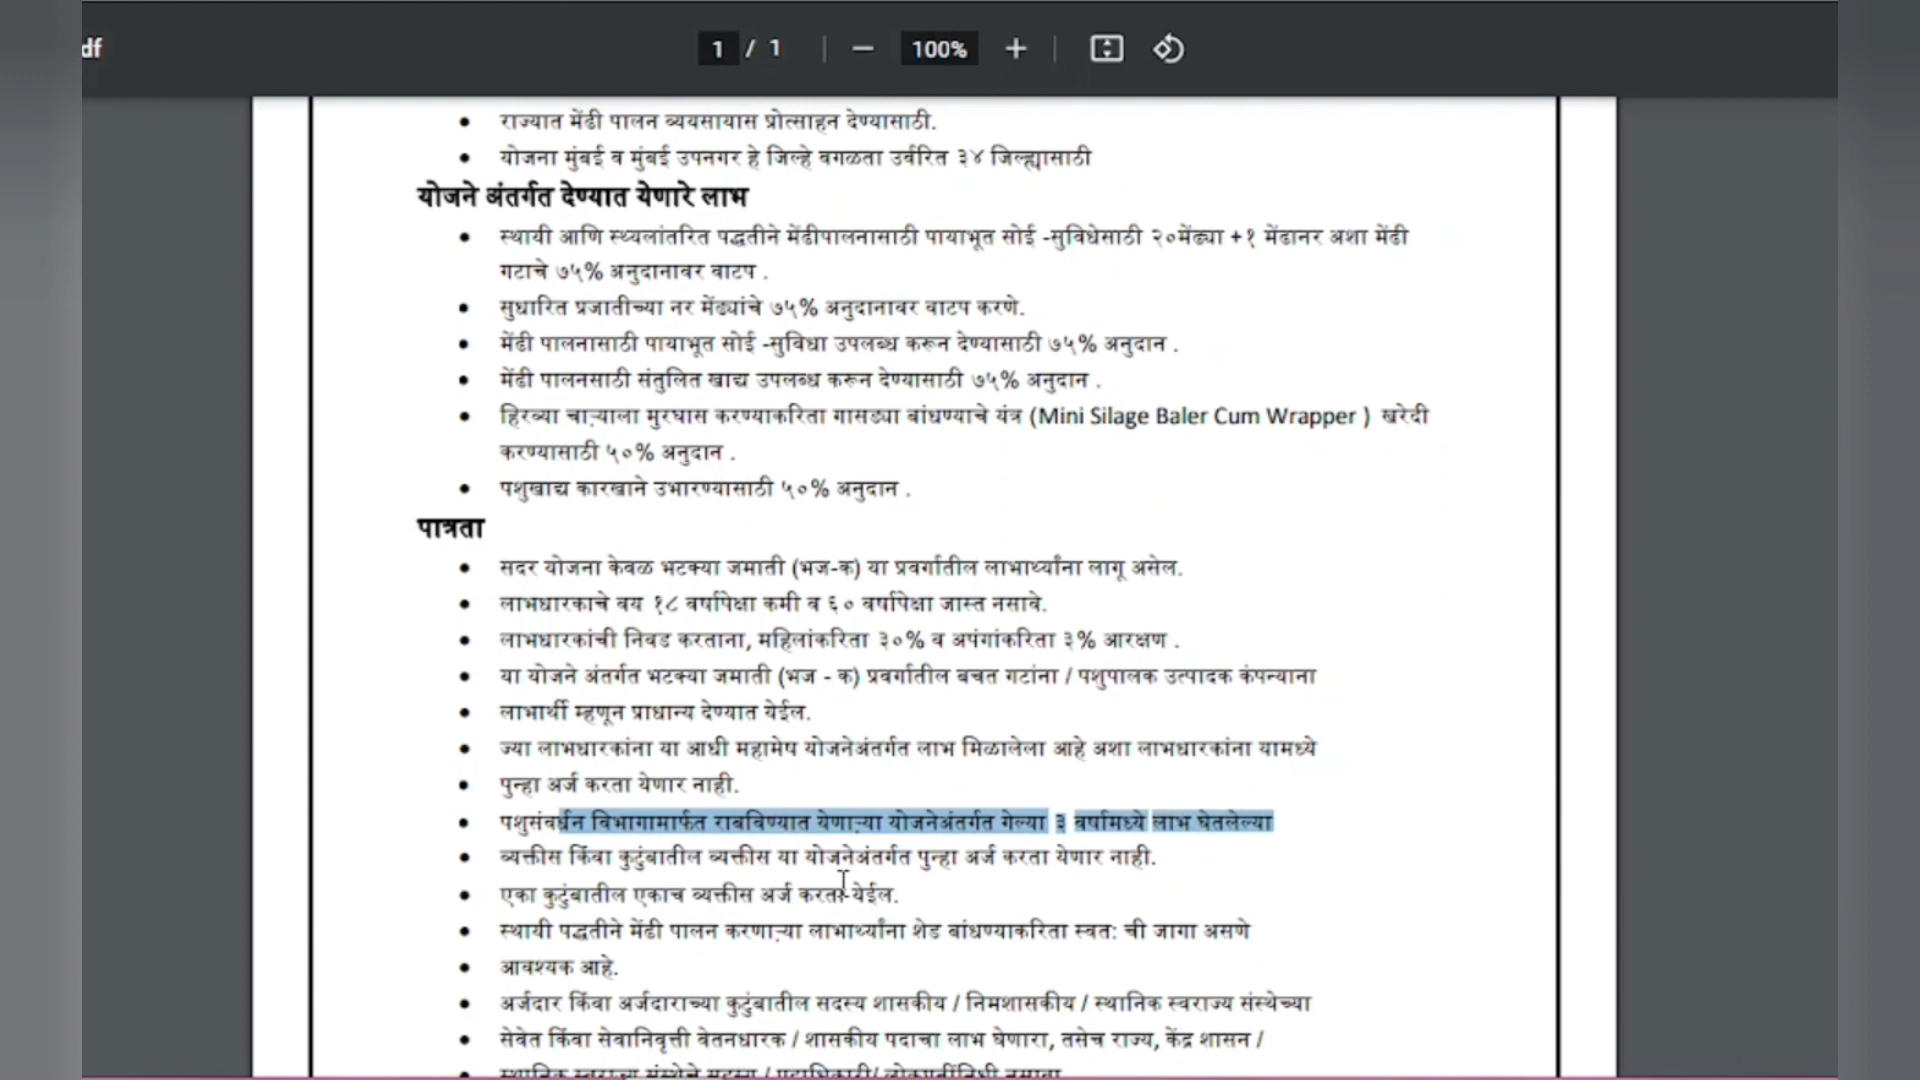 df
1 / 1 — 100% +
• राज्यात मेंढी पालन व्ययसायास प्रोत्साहन देण्यासाठी.
• योजना मुंबई व मुंबई उपनगर हे जिल्हे वगळता उर्वरित ३४ जिल्ह्यासाठी
योजने अंतर्गत देण्यात येणारे लाभ
• स्थायी आणि स्थ्यलांतरित पद्धतीने मेंढीपालनासाठी पायाभूत सोई -सुविधेसाठी २०मेंढ्या +१ मेंढानर अशा मेंढी
गटाचे ७५% अनुदानावर वाटप .
• सुधारित प्रजातीच्या नर मेंढ्यांचे ७५% अनुदानावर वाटप करणे.
• मेंढी पालनासाठी पायाभूत सोई -सुविधा उपलब्ध करून देण्यासाठी ७५% अनुदान .
• मेंढी पालनसाठी संतुलित खाद्य उपलब्ध करून देण्यासाठी ७५% अनुदान .
• हिरव्या चाऱ्याला मुरघास करण्याकरिता गासड्या बांधण्याचे यंत्र (Mini Silage Baler Cum Wrapper ) खरेदी
करण्यासाठी ५०% अनुदान .
• पशुखाद्य कारखाने उभारण्यासाठी ५०% अनुदान .
पात्रता
• सदर योजना केवळ भटक्या जमाती (भज-क) या प्रवर्गातील लाभार्थ्यांना लागू असेल.
• लाभधारकाचे वय १८ वर्षापेक्षा कमी व ६० वर्षापेक्षा जास्त नसावे.
• लाभधारकांची निवड करताना, महिलांकरिता ३०% व अपंगांकरिता ३% आरक्षण .
• या योजने अंतर्गत भटक्या जमाती (भज - क) प्रवर्गातील बचत गटांना / पशुपालक उत्पादक कंपन्याना
• लाभार्थी म्हणून प्राधान्य देण्यात येईल.
• ज्या लाभधारकांना या आधी महामेष योजनेअंतर्गत लाभ मिळालेला आहे अशा लाभधारकांना यामध्ये
• पुन्हा अर्ज करता येणार नाही.
• पशुसंवर्धन विभागामार्फत राबविण्यात येणाऱ्या योजनेअंतर्गत गेल्या ३ वर्षामध्ये लाभ घेतलेल्या
• व्यक्तीस किंवा कुटुंबातील व्यक्तीस या योजनेअंतर्गत पुन्हा अर्ज करता येणार नाही.
• एका कुटुंबातील एकाच व्यक्तीस अर्ज करता येईल.
• स्थायी पद्धतीने मेंढी पालन करणाऱ्या लाभार्थ्यांना शेड बांधण्याकरिता स्वत: ची जागा असणे
• आवश्यक आहे.
• अर्जदार किंवा अर्जदाराच्या कुटुंबातील सदस्य शासकीय / निमशासकीय / स्थानिक स्वराज्य संस्थेच्या
• सेवेत किंवा सेवानिवृत्ती वेतनधारक / शासकीय पदाचा लाभ घेणारा, तसेच राज्य, केंद्र शासन /